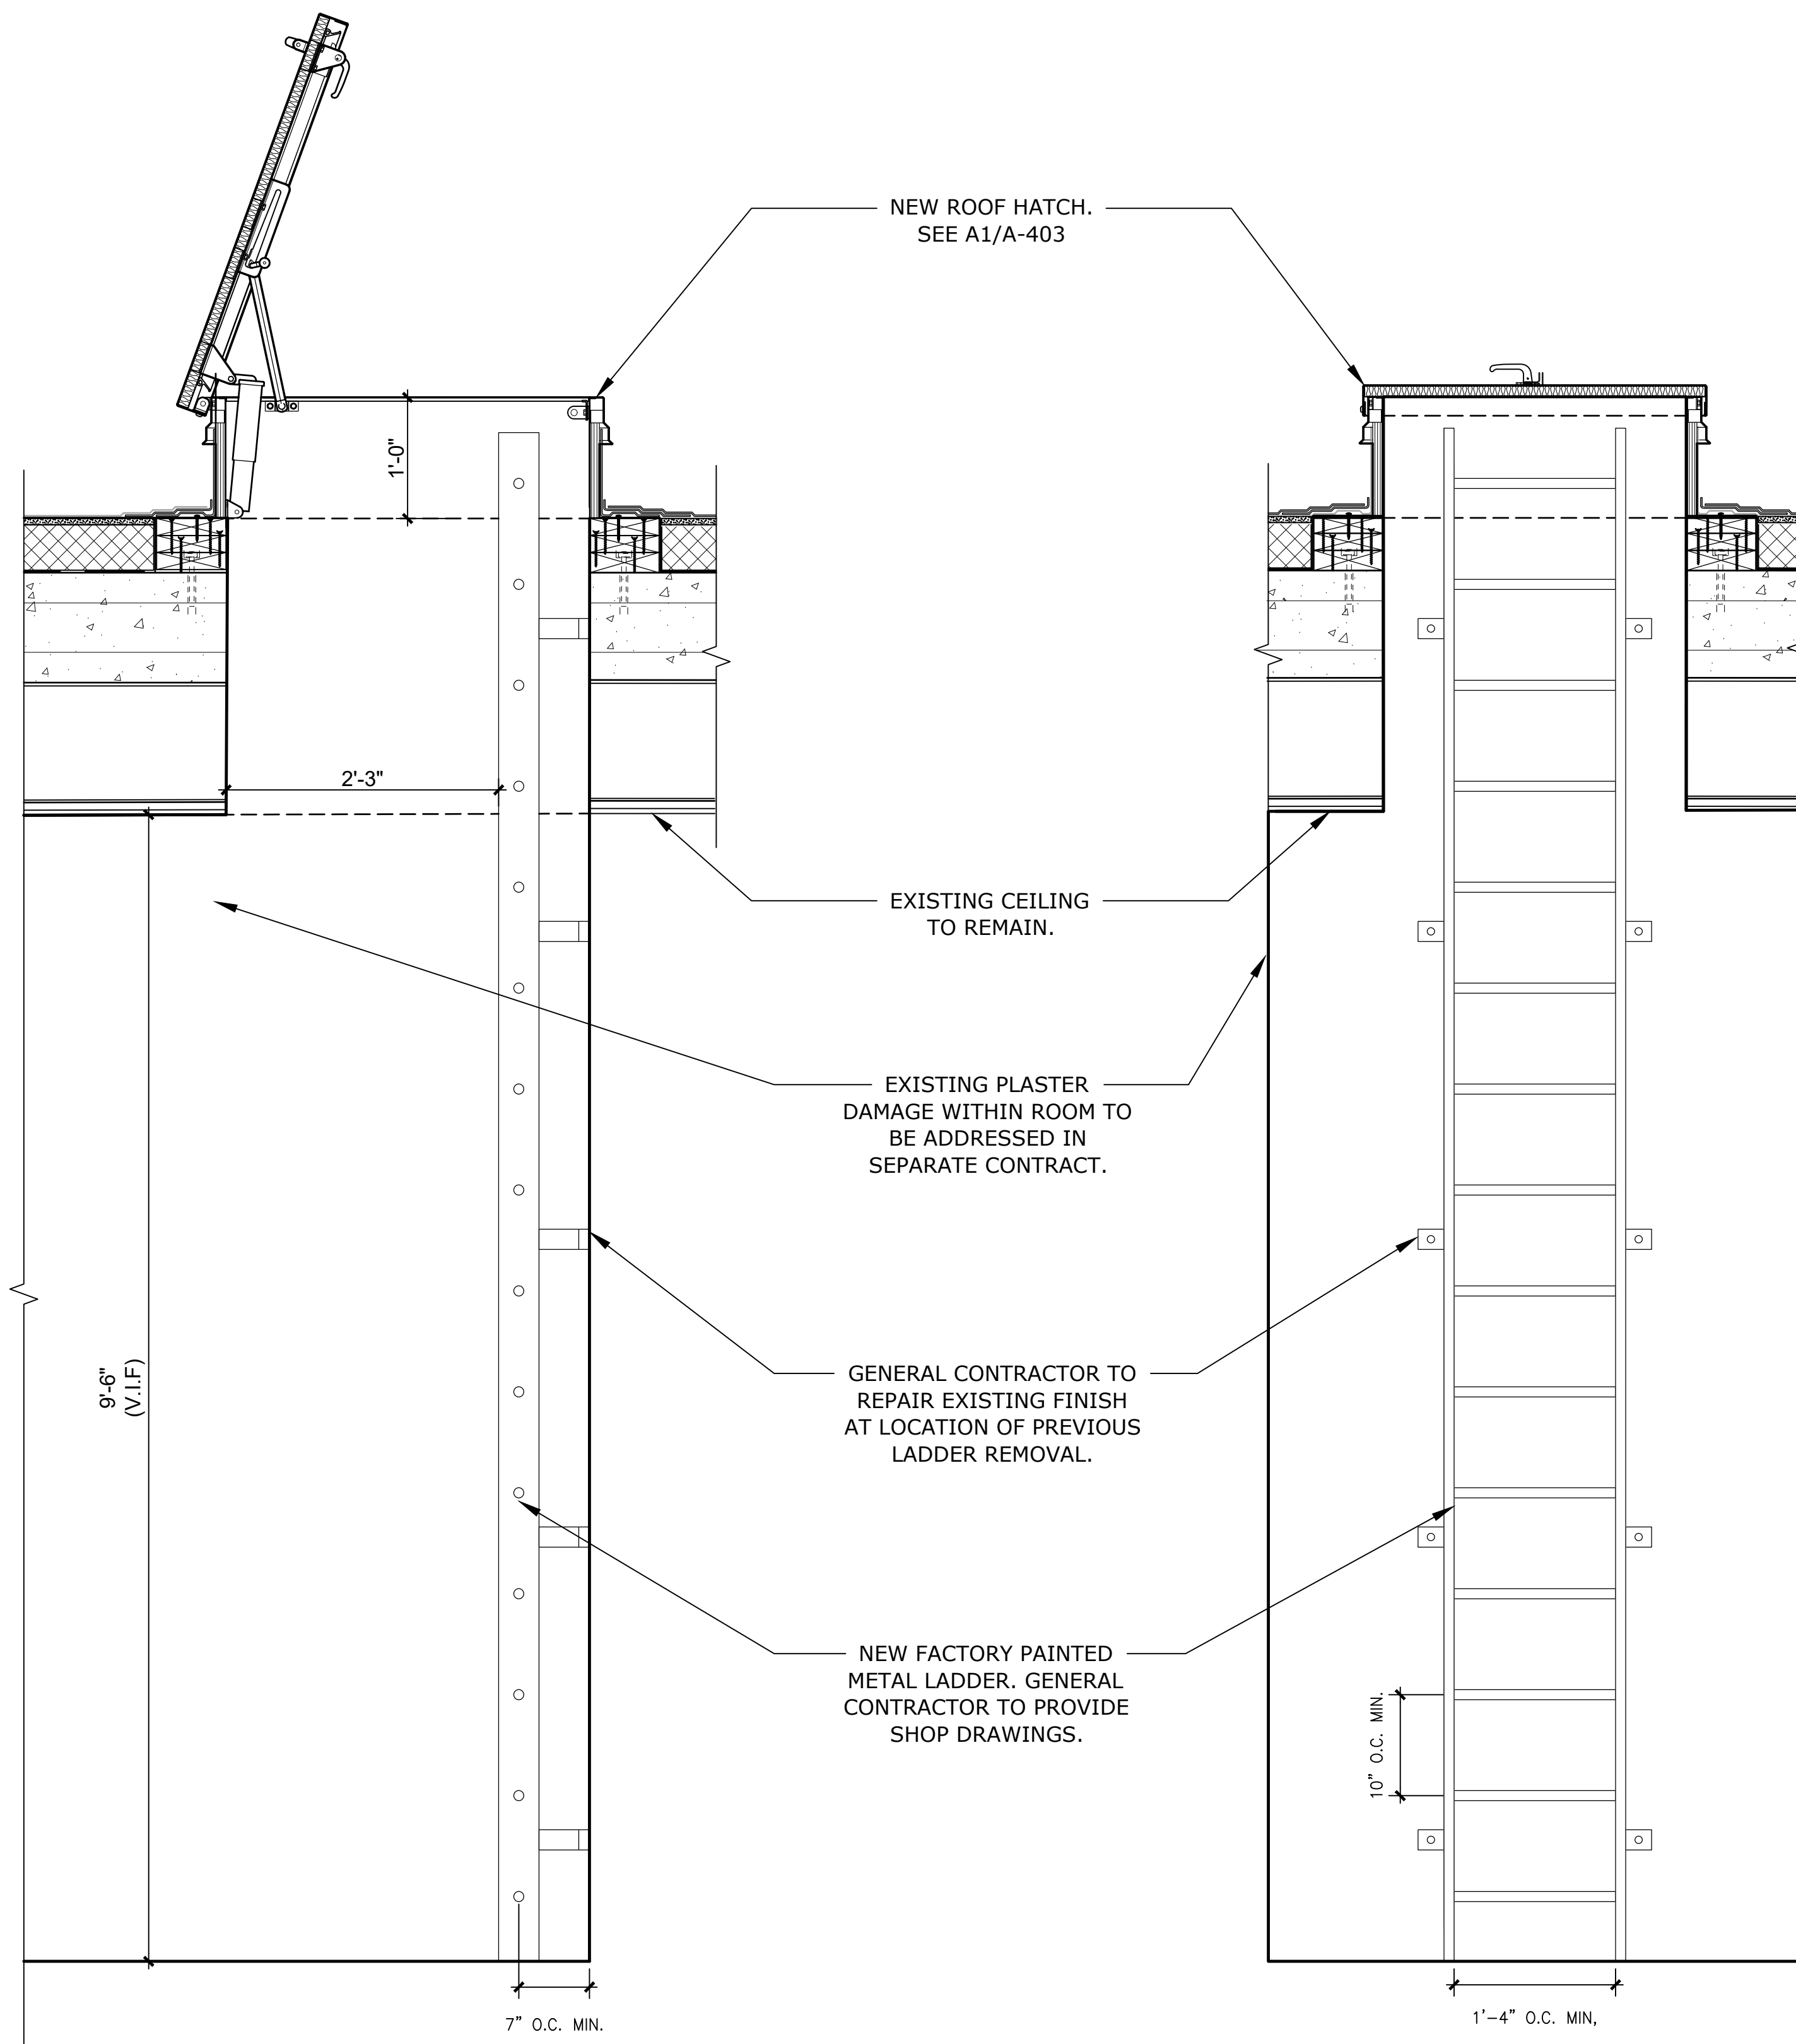 NEW ROOF HATCH.
SEE A1/A-403
1'-0"
2'-3"
EXISTING CEILING
TO REMAIN.
EXISTING PLASTER
DAMAGE WITHIN ROOM TO
BE ADDRESSED IN
SEPARATE CONTRACT.
9'-6"
(V.I.F)
GENERAL CONTRACTOR TO
REPAIR EXISTING FINISH
AT LOCATION OF PREVIOUS
LADDER REMOVAL.
NEW FACTORY PAINTED
METAL LADDER. GENERAL
CONTRACTOR TO PROVIDE
SHOP DRAWINGS.
10" O.C. MIN.
7" O.C. MIN.
1'-4" O.C. MIN,